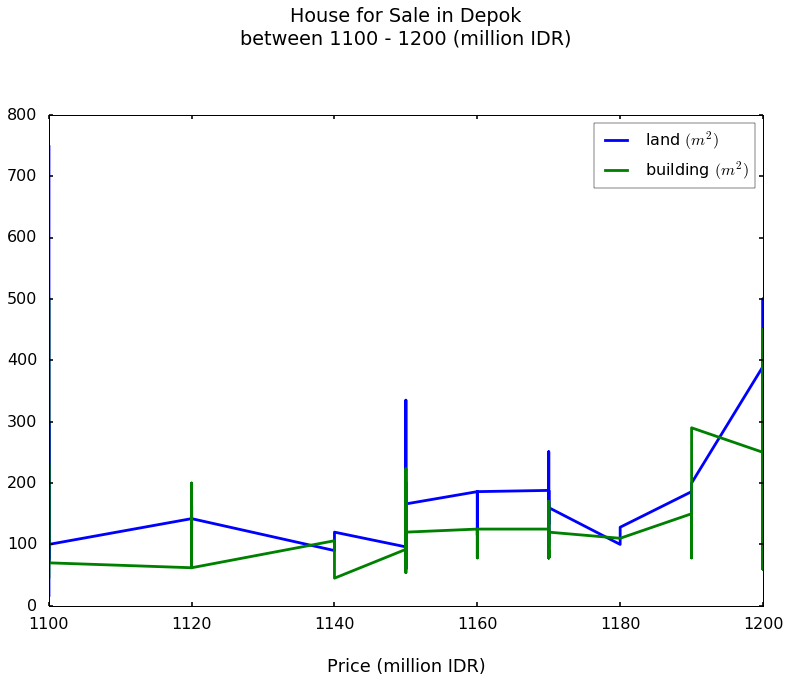 House for Sale in Depok
between 1100 - 1200 (million IDR)
800
700
600
500
400
300
200
100
0
land (m²)
building (m²)
1100 1120 1140 1160 1180 1200
Price (million IDR)